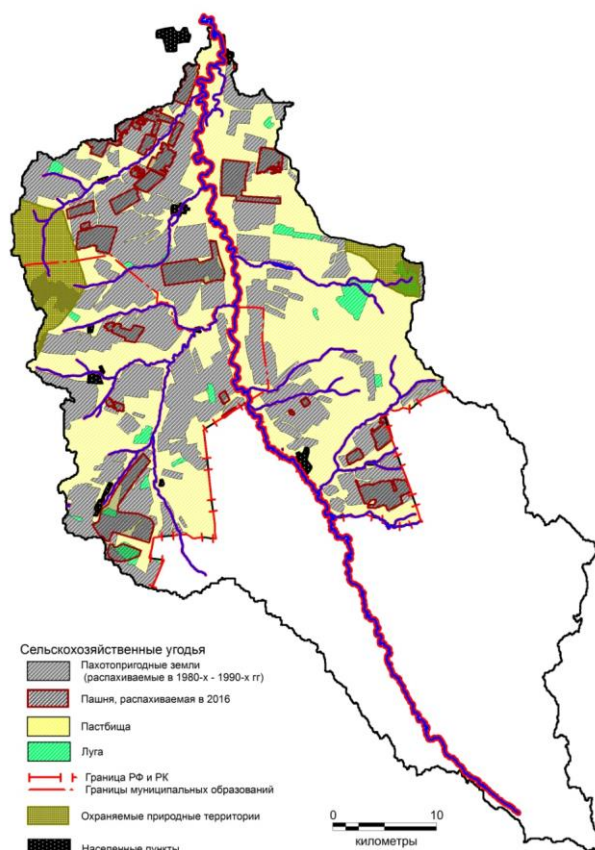 Сельскохозяйственные угодья
Пахотопригодные земли
(распахиваемые в 1980-х - 1990-х гг)
Пашня, распахиваемая в 2016
Пастбища
Луга
Граница РФ и РК
Границы муниципальных образований
Охраняемые природные территории
Населенные пункты
0 10
километры